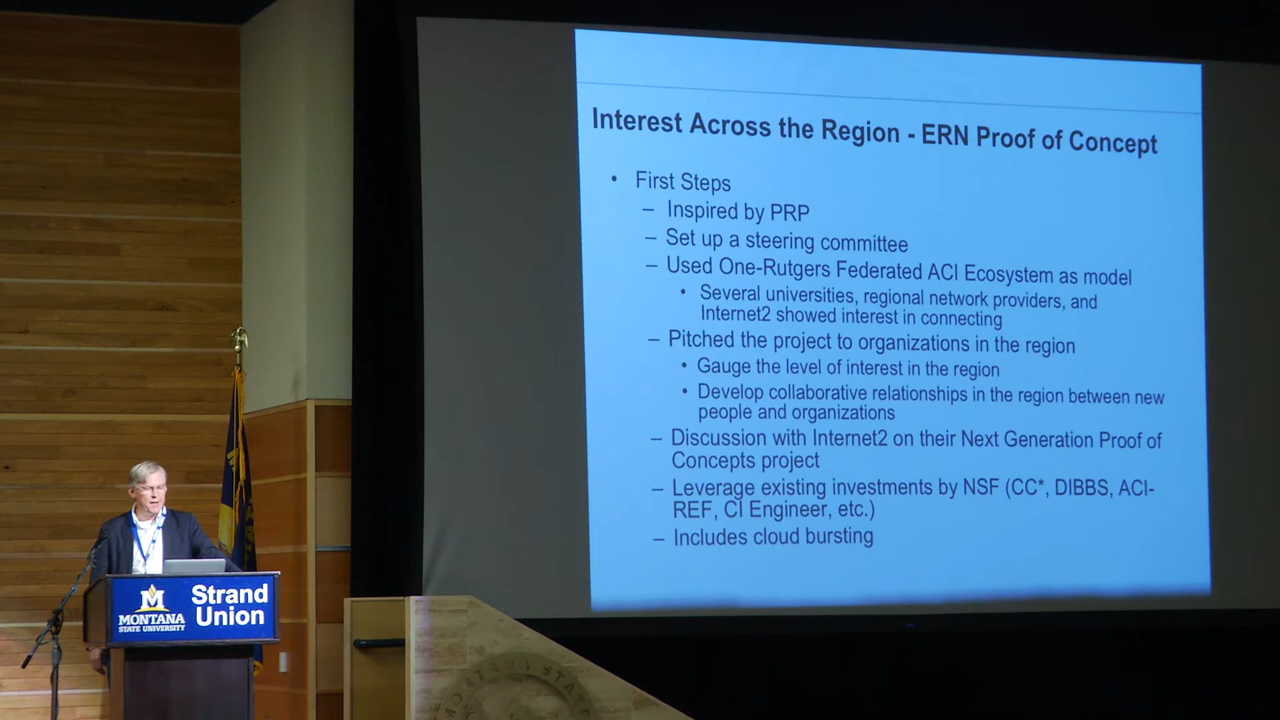 Interest Across the Region - ERN Proof of Concept
• First Steps
– Inspired by PRP
– Set up a steering committee
– Used One-Rutgers Federated ACI Ecosystem as model
• Several universities, regional network providers, and
Internet2 showed interest in connecting
– Pitched the project to organizations in the region
• Gauge the level of interest in the region
• Develop collaborative relationships in the region between new
people and organizations
– Discussion with Internet2 on their Next Generation Proof of
Concepts project
– Leverage existing investments by NSF (CC*, DIBBS, ACI-
REF, CI Engineer, etc.)
– Includes cloud bursting
M
MONTANA
STATE UNIVERSITY
Strand
Union
MONTANA STATE